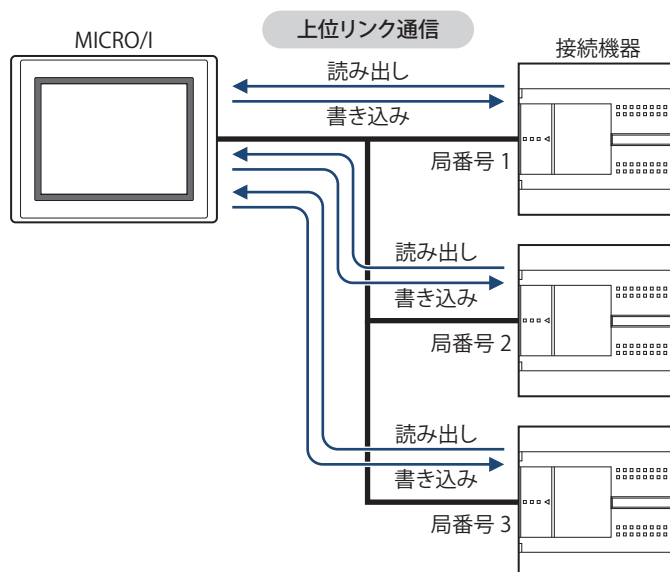 上位リンク通信
MICRO/I
接続機器
読み出し
書き込み
局番号 1
読み出し
書き込み
局番号 2
読み出し
書き込み
局番号 3